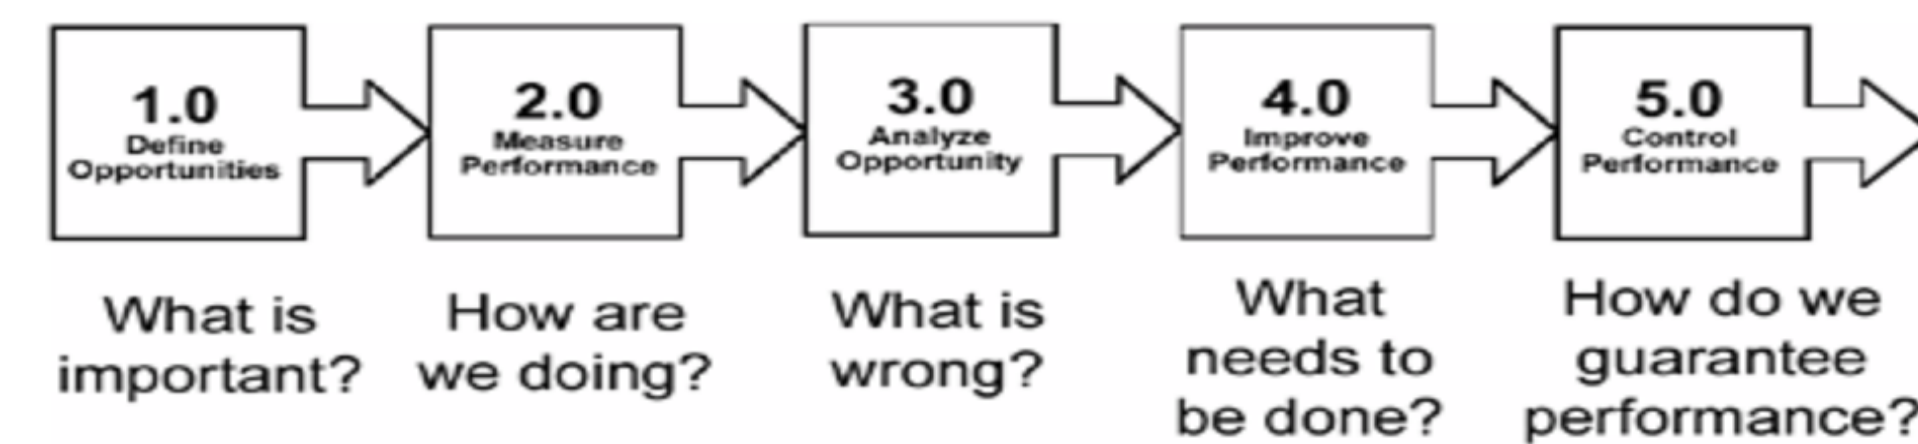 1.0
Define
Opportunities
2.0
Measure
Performance
3.0
Analyze
Opportunity
4.0
Improve
Performance
5.0
Control
Performance
What is
important?
How are
we doing?
What is
wrong?
What
needs to
be done?
How do we
guarantee
performance?